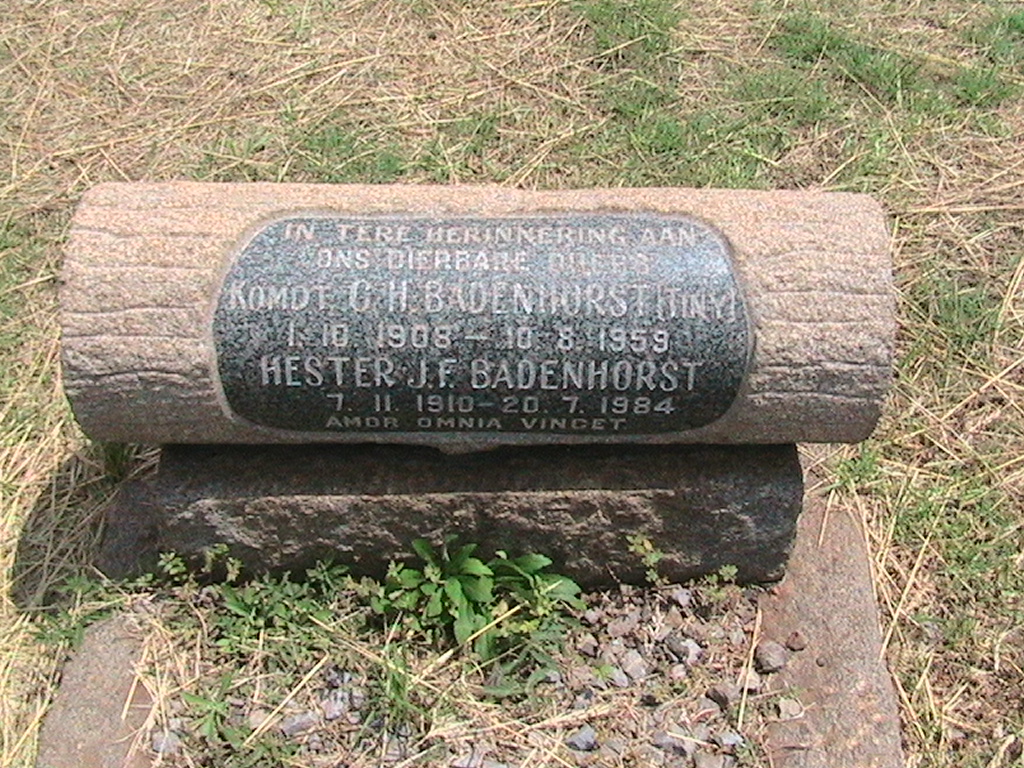 IN TERE HERINNERING AAN
ONS DIERBARE OUERS
KOMDT. C. H. BADENHORST (TINY)
1. 10. 1908 – 10. 8. 1959
HESTER J.F. BADENHORST
7. 11. 1910 – 20. 7. 1984
AMOR OMNIA VINCET